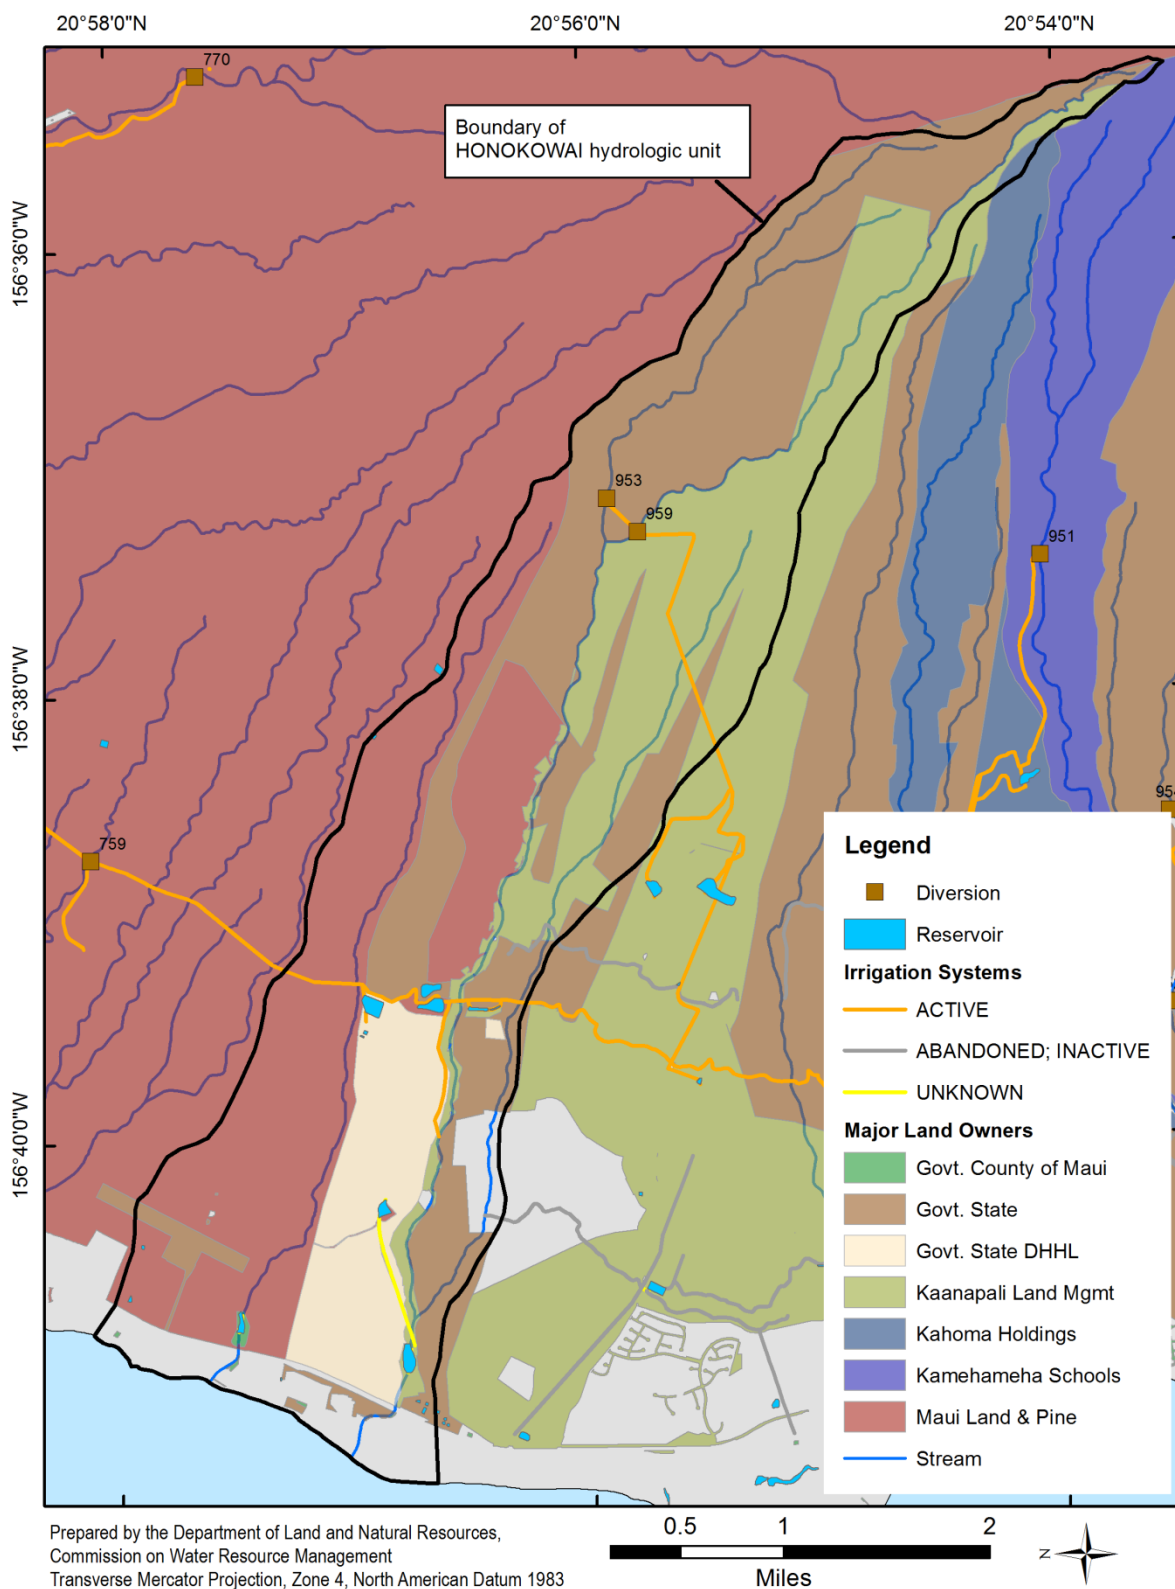 20°58'0"N
20°56'0"N
20°54'0"N
770
Boundary of
HONOKOWAI hydrologic unit
156°36'0"W
953
959
951
156°38'0"W
954
759
Legend
Diversion
Reservoir
Irrigation Systems
ACTIVE
ABANDONED; INACTIVE
UNKNOWN
Major Land Owners
Govt. County of Maui
Govt. State
Govt. State DHHL
Kaanapali Land Mgmt
Kahoma Holdings
Kamehameha Schools
Maui Land & Pine
Stream
156°40'0"W
Prepared by the Department of Land and Natural Resources,
Commission on Water Resource Management
Transverse Mercator Projection, Zone 4, North American Datum 1983
0.5
1
2
Miles
N